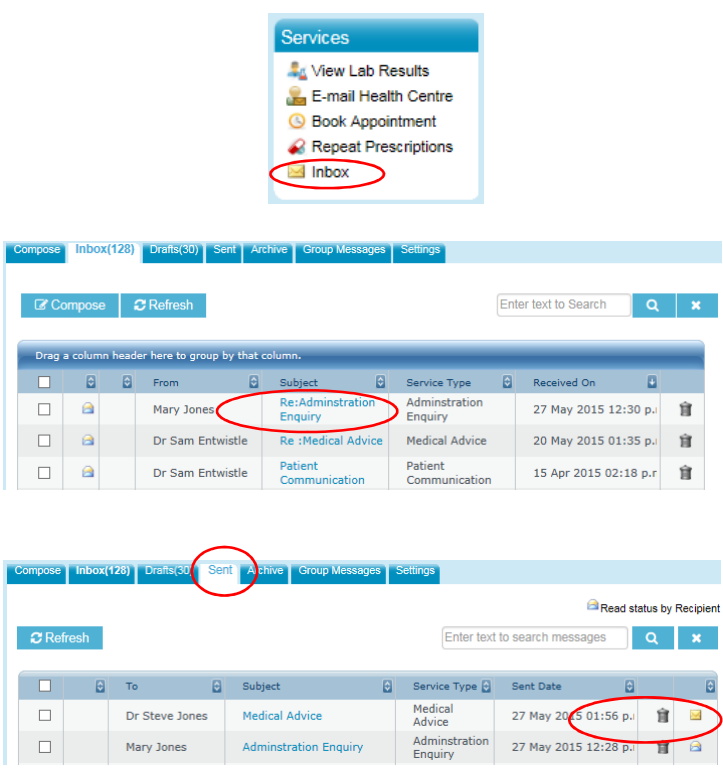 Services
View Lab Results
E-mail Health Centre
Book Appointment
Repeat Prescriptions
Inbox
Compose Inbox(128) Drafts(30) Sent Archive Group Messages Settings
Compose Refresh Enter text to Search
Drag a column header here to group by that column.
From Subject Service Type Received On
Mary Jones Re:Adminstration Enquiry Adminstration Enquiry 27 May 2015 12:30 p.
Dr Sam Entwistle Re :Medical Advice Medical Advice 20 May 2015 01:35 p.
Dr Sam Entwistle Patient Communication Patient Communication 15 Apr 2015 02:18 p.r
Compose Inbox(128) Drafts(30) Sent Archive Group Messages Settings
Read status by Recipient
Refresh Enter text to search messages
To Subject Service Type Sent Date
Dr Steve Jones Medical Advice Medical Advice 27 May 2015 01:56 p.
Mary Jones Adminstration Enquiry Adminstration Enquiry 27 May 2015 12:28 p.